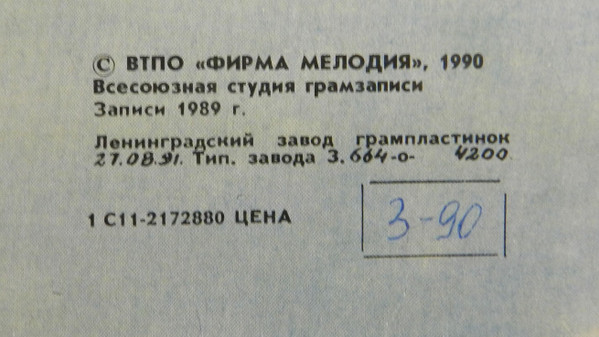 © ВТПО «ФИРМА МЕЛОДИЯ», 1990
Всесоюзная студия грамзаписи
Записи 1989 г.
Ленинградский завод грампластинок
27.08.91. Тип. завода З. 664-о- 4200
1 С11-2172880 ЦЕНА 3-90